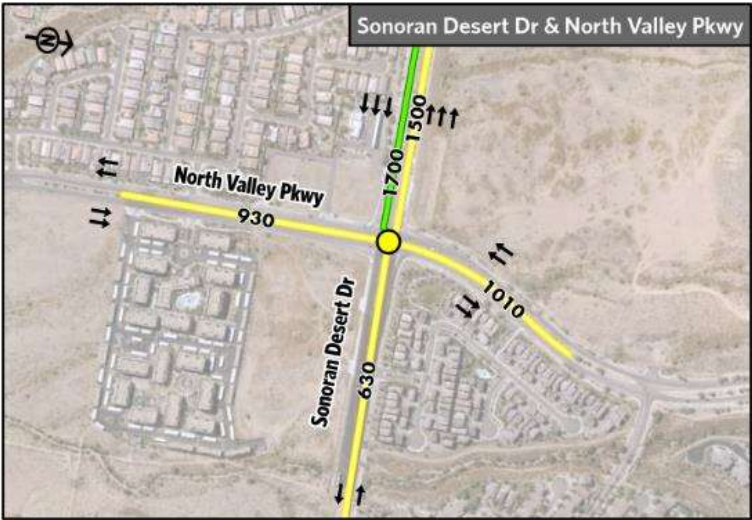 Sonoran Desert Dr & North Valley Pkwy
N
1500
1700
North Valley Pkwy
930
1010
Sonoran Desert Dr
630